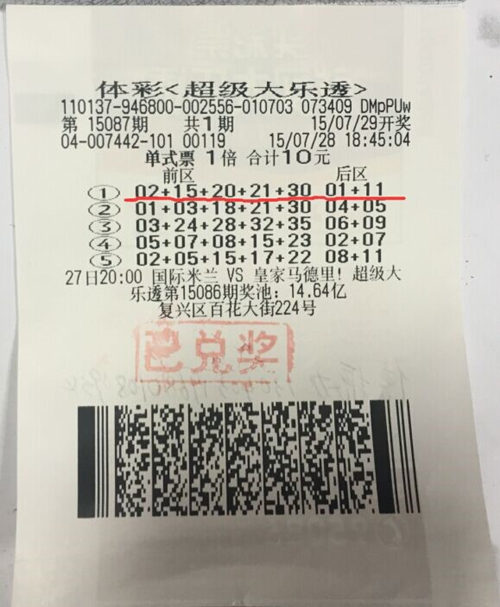 体彩<超级大乐透>
110137-946800-002556-010703 073409 DMpPUw
第 15087期 共1期 15/07/29开奖
04-007442-101 00119 15/07/28 18:45:04
单式票 1倍 合计10元
前区 后区
① 02+15+20+21+30 01+11
② 01+03+18+21+30 04+05
③ 03+24+28+32+35 06+09
④ 05+07+08+15+23 02+07
⑤ 02+05+15+17+22 08+11
27日20:00 国际米兰 VS 皇家马德里! 超级大
乐透第15086期奖池: 14.64亿
复兴区百花大街224号
已兑奖